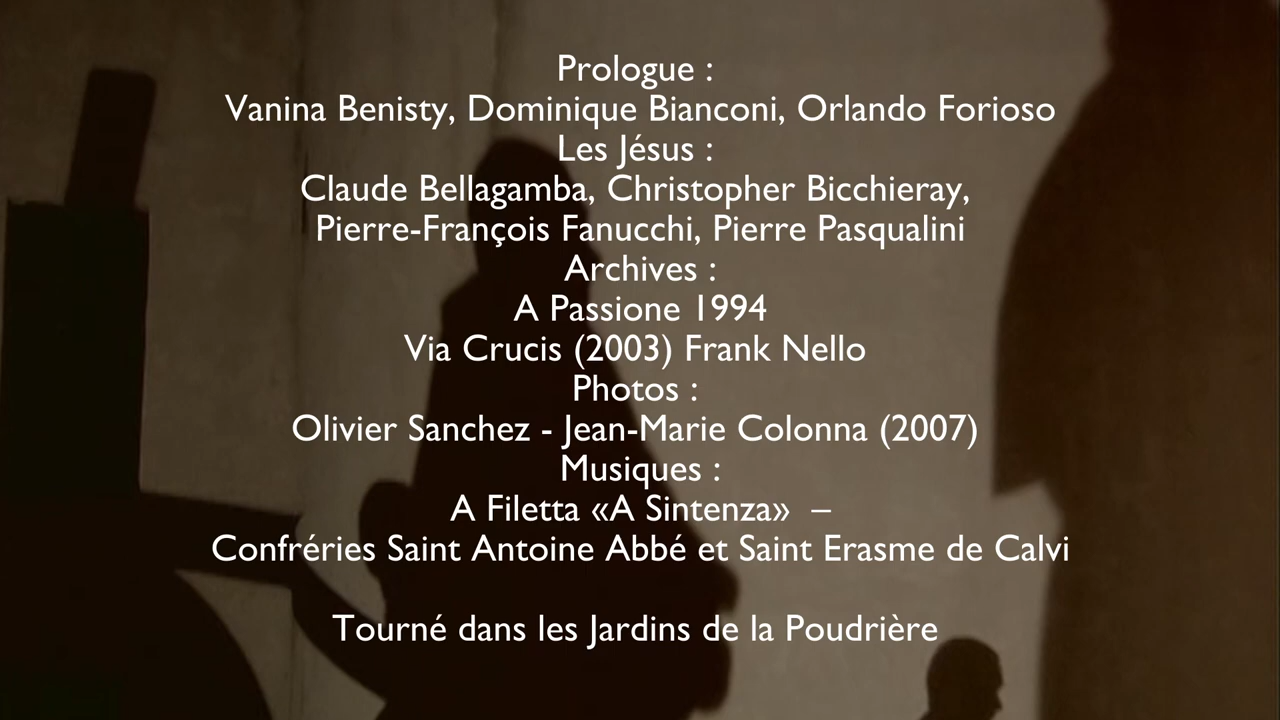 Prologue :
Vanina Benisty, Dominique Bianconi, Orlando Forioso
Les Jésus :
Claude Bellagamba, Christopher Bicchieray,
Pierre-François Fanucchi, Pierre Pasqualini
Archives :
A Passione 1994
Via Crucis (2003) Frank Nello
Photos :
Olivier Sanchez - Jean-Marie Colonna (2007)
Musiques :
A Filetta «A Sintenza» –
Confréries Saint Antoine Abbé et Saint Erasme de Calvi
Tourné dans les Jardins de la Poudrière